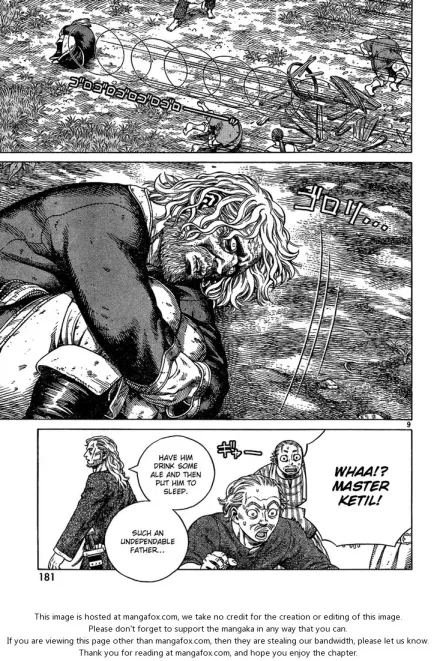 ゴロゴロゴロゴロゴロ
ゴロリ...
9
HAVE HIM
DRINK SOME
ALE AND THEN
PUT HIM TO
SLEEP.
SUCH AN
UNDEPENDABLE
FATHER...
ギャー
WHAA!?
MASTER
KETIL!
181
This image is hosted at mangafox.com, we take no credit for the creation or editing of this image.
Please don't forget to support the mangaka in any way that you can.
If you are viewing this page other than mangafox.com, then they are stealing our bandwidth, please let us know.
Thank you for reading at mangafox.com, and hope you enjoy the chapter.